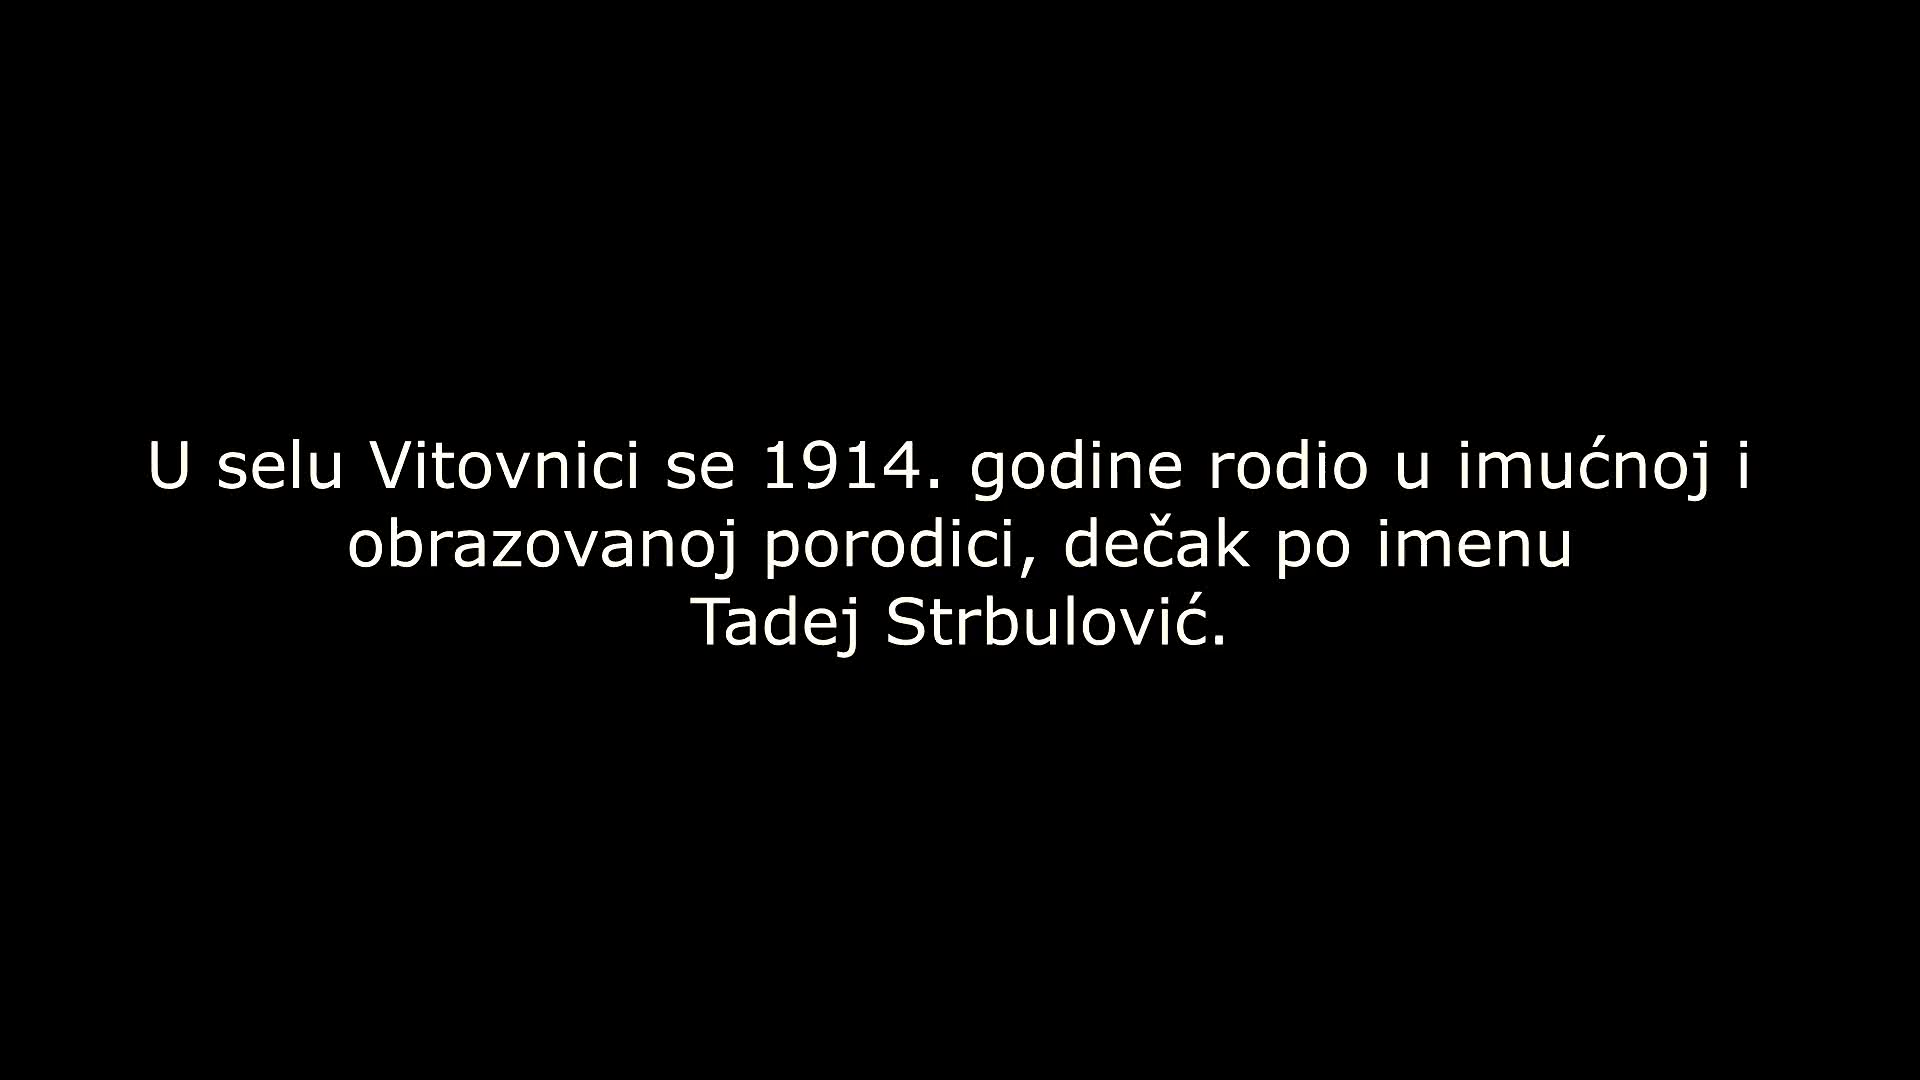 U selu Vitovnici se 1914. godine rodio u imućnoj i
obrazovanoj porodici, dečak po imenu
Tadej Strbulović.